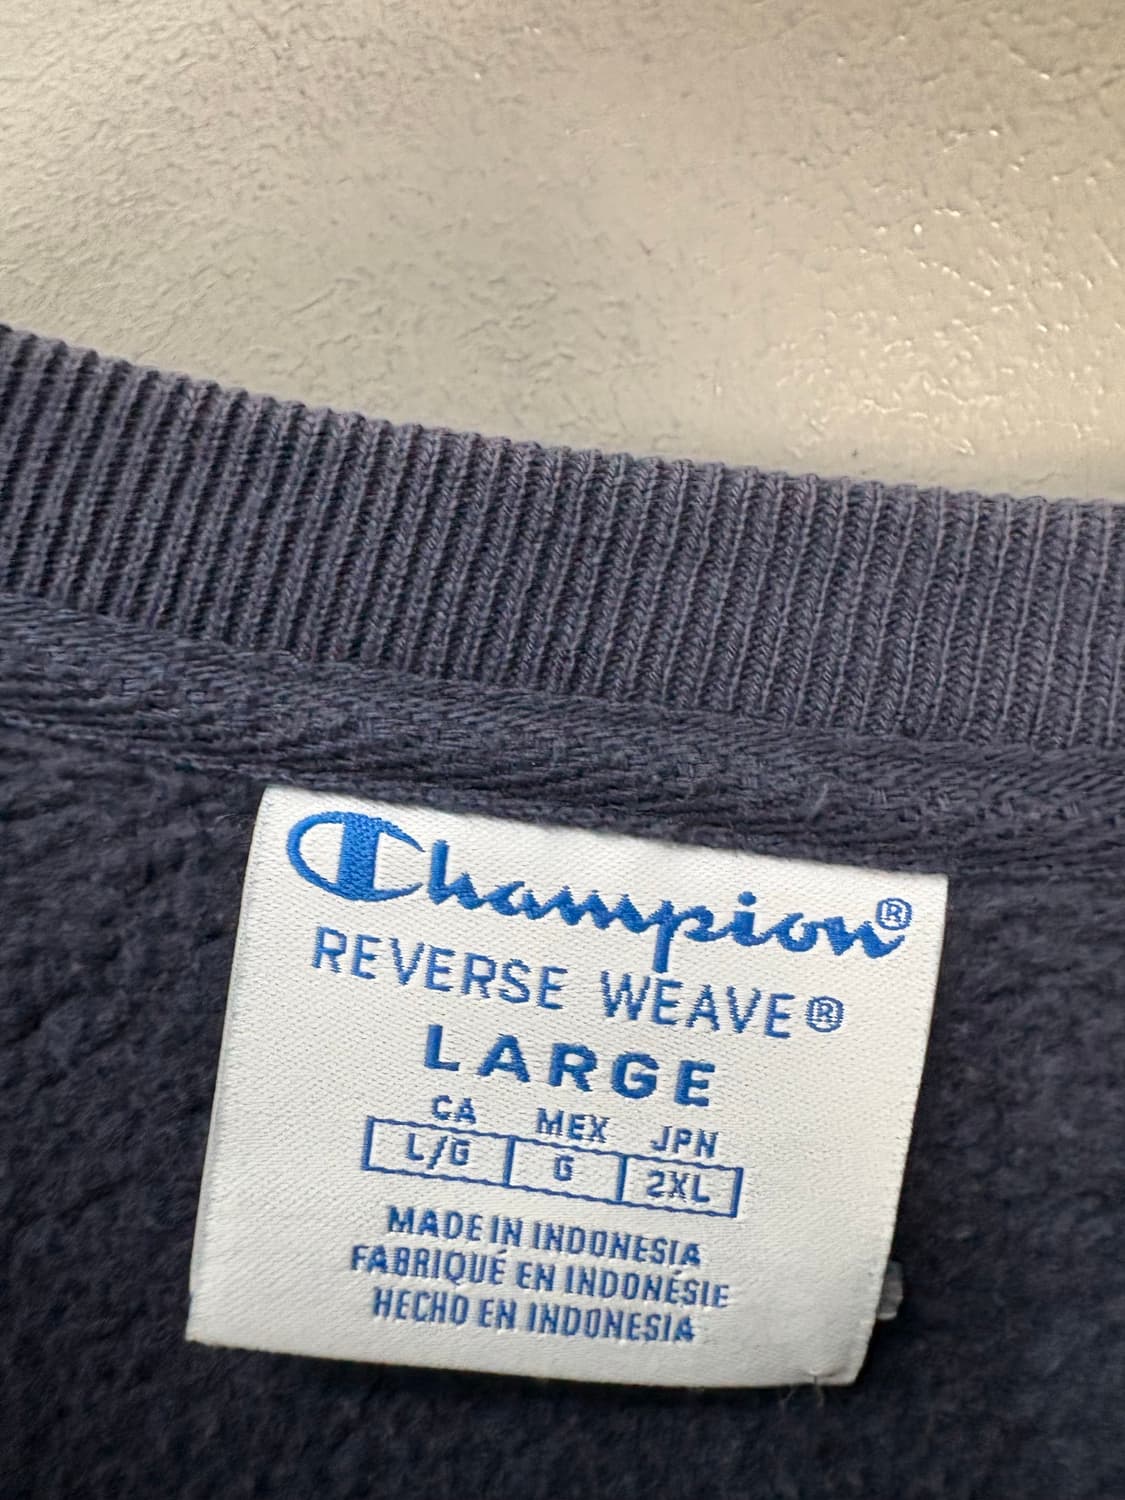 Champion®
REVERSE WEAVE®
LARGE
CA MEX JPN
L/G G 2XL
MADE IN INDONESIA
FABRIQUÉ EN INDONÉSIE
HECHO EN INDONESIA